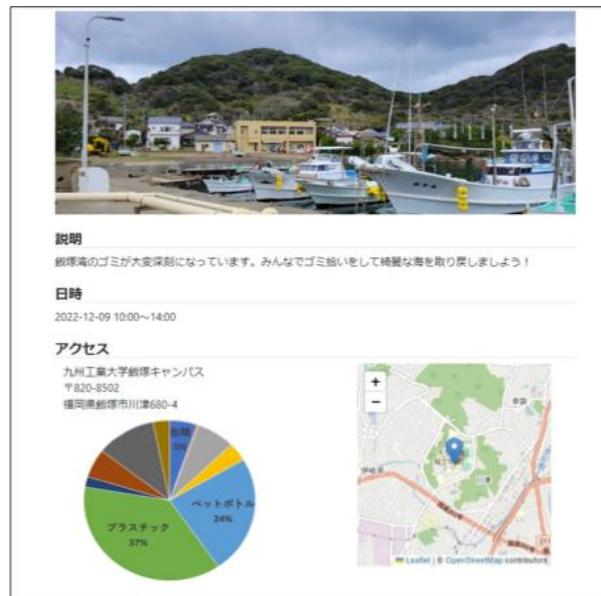 説明
飯塚湾のゴミが大変深刻になっています。みんなでゴミ拾いをして綺麗な海を取り戻しましょう！
日時
2022-12-09 10:00～14:00
アクセス
九州工業大学飯塚キャンパス
〒820-8502
福岡県飯塚市川津680-4
5%
ペットボトル
24%
プラスチック
37%
+
−
Leaflet | © OpenStreetMap contributors